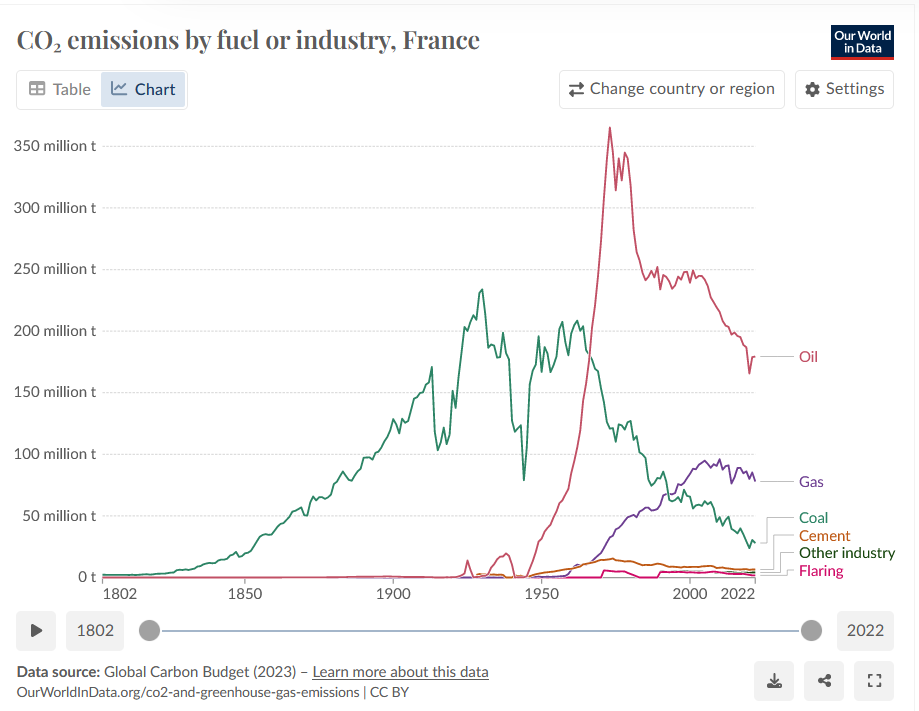 CO₂ emissions by fuel or industry, France
Our World
in Data
Table
Chart
Change country or region
Settings
350 million t
300 million t
250 million t
200 million t
150 million t
100 million t
50 million t
0 t
1802
1850
1900
1950
2000
2022
Oil
Gas
Coal
Cement
Other industry
Flaring
1802
2022
Data source: Global Carbon Budget (2023) – Learn more about this data
OurWorldInData.org/co2-and-greenhouse-gas-emissions | CC BY